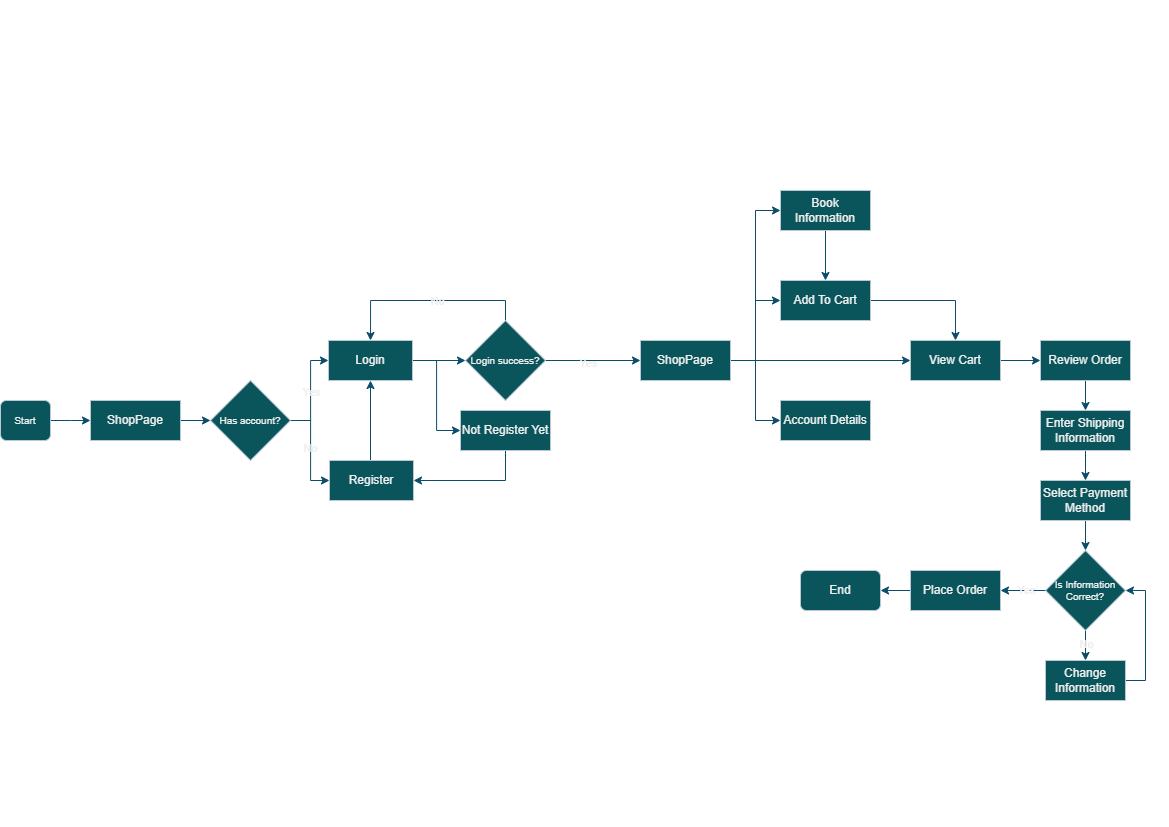 Start
ShopPage
Has account?
Yes
No
Login
Register
No
Login success?
Not Register Yet
Yes
ShopPage
Book
Information
Add To Cart
Account Details
View Cart
Review Order
Enter Shipping
Information
Select Payment
Method
Is Information
Correct?
Yes
No
Change
Information
Place Order
End